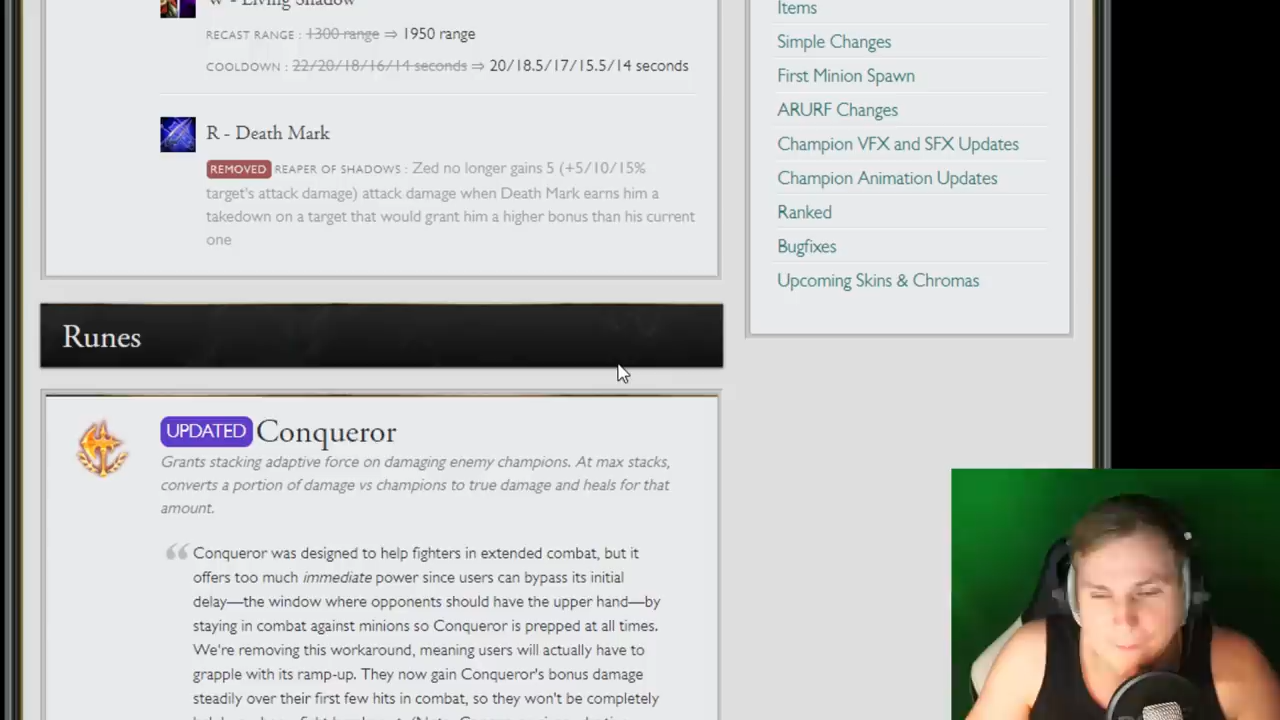 W - Living Shadow
RECAST RANGE : 1300 range ⇒ 1950 range
COOLDOWN : 22/20/18/16/14 seconds ⇒ 20/18.5/17/15.5/14 seconds
R - Death Mark
REMOVED REAPER OF SHADOWS : Zed no longer gains 5 (+5/10/15%
target's attack damage) attack damage when Death Mark earns him a
takedown on a target that would grant him a higher bonus than his current
one
Runes
UPDATED Conqueror
Grants stacking adaptive force on damaging enemy champions. At max stacks,
converts a portion of damage vs champions to true damage and heals for that
amount.
“ Conqueror was designed to help fighters in extended combat, but it
offers too much immediate power since users can bypass its initial
delay—the window where opponents should have the upper hand—by
staying in combat against minions so Conqueror is prepped at all times.
We're removing this workaround, meaning users will actually have to
grapple with its ramp-up. They now gain Conqueror's bonus damage
steadily over their first few hits in combat, so they won't be completely
Items
Simple Changes
First Minion Spawn
ARURF Changes
Champion VFX and SFX Updates
Champion Animation Updates
Ranked
Bugfixes
Upcoming Skins & Chromas